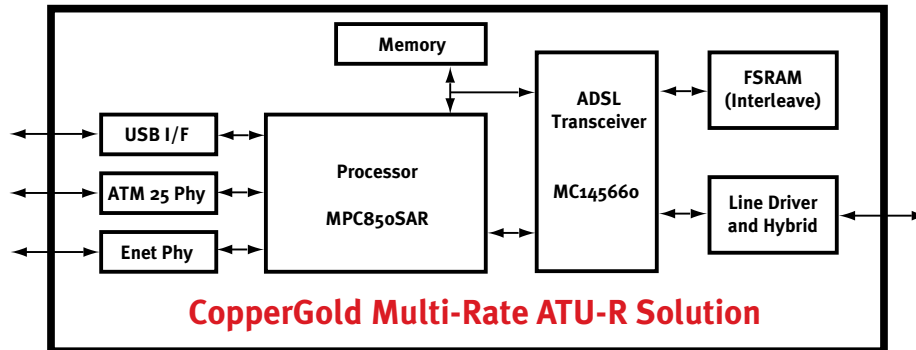 Memory
USB I/F
ATM 25 Phy
Enet Phy
Processor
MPC850SAR
ADSL
Transceiver
MC145660
FSRAM
(Interleave)
Line Driver
and Hybrid
CopperGold Multi-Rate ATU-R Solution